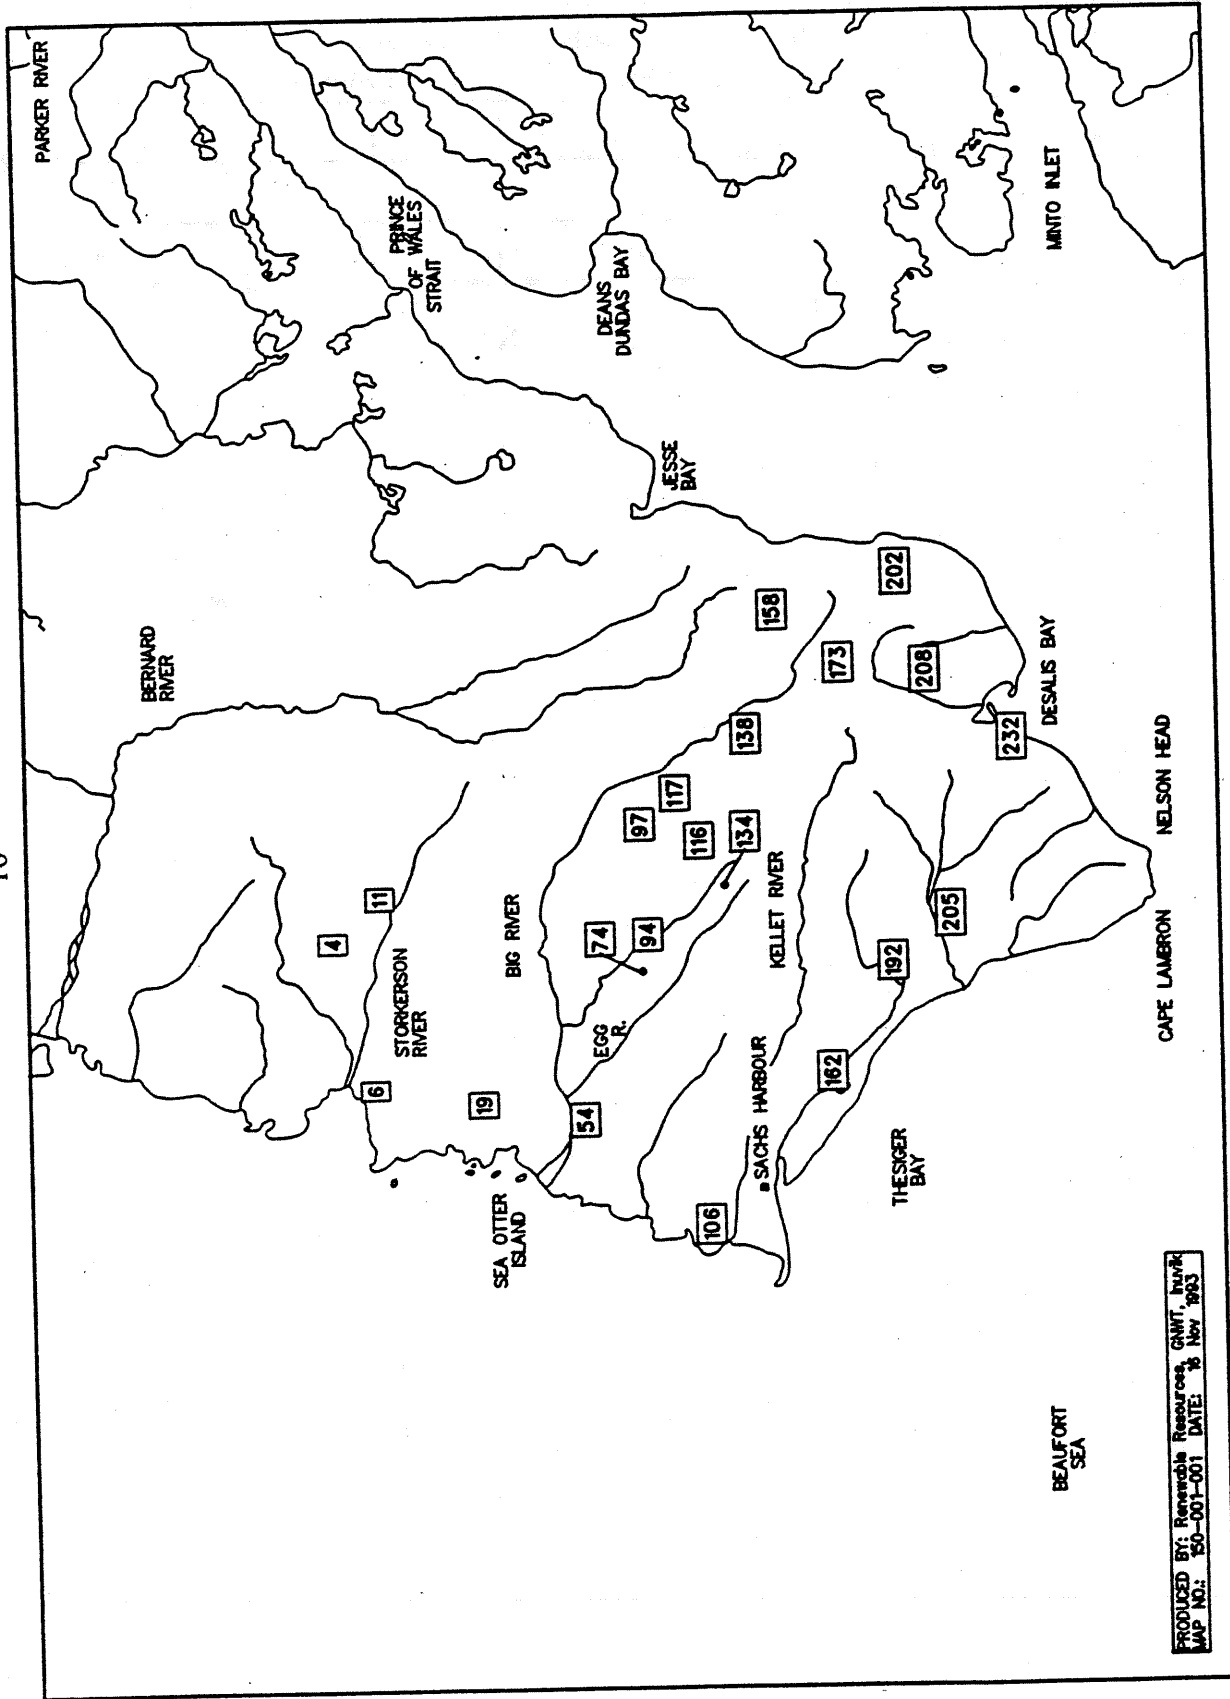 10
PARKER RIVER
PRINCE
OF WALES
STRAIT
DEANS
DUNDAS BAY
MINTO INLET
JESSE
BAY
BERNARD
RIVER
202
158
173
208
DESALIS BAY
232
138
117
97
116
134
NELSON HEAD
11
4
STORKERSON
RIVER
BIG RIVER
74
94
KELLET RIVER
205
192
CAPE LAMBRON
EGG
R.
6
19
54
SACHS HARBOUR
162
THESIGER
BAY
106
SEA OTTER
ISLAND
BEAUFORT
SEA
PRODUCED BY: Renewable Resources, GNWT, Inuvik
MAP NO.: 150-001-001 DATE: 16 Nov 1993